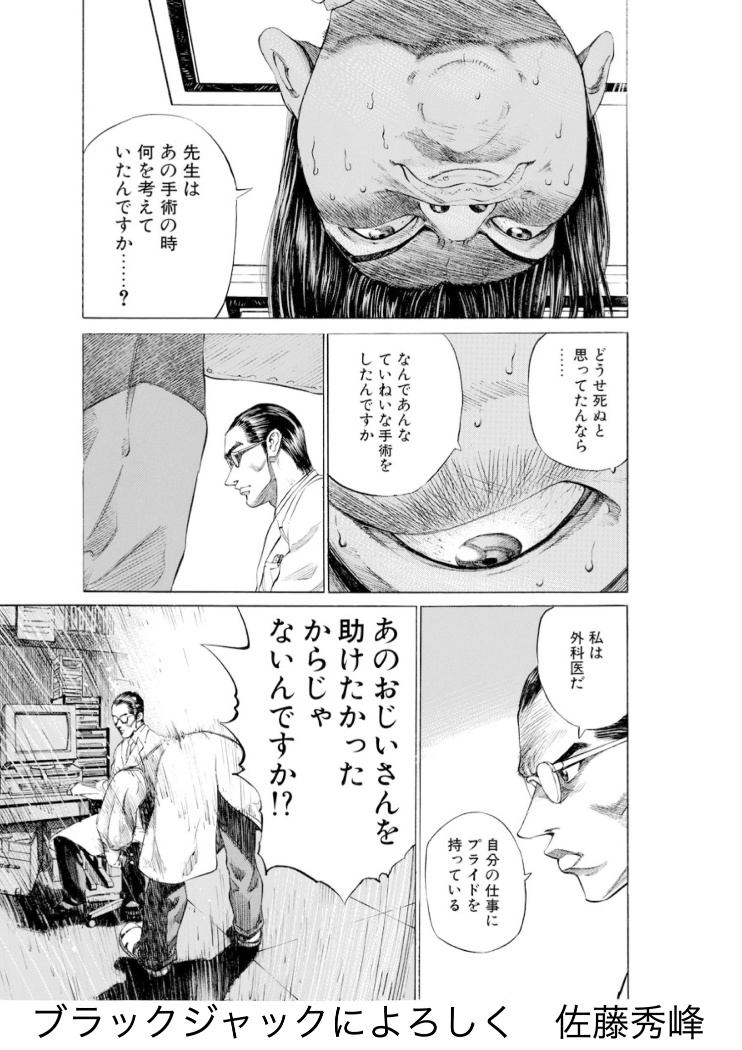 先生は
あの手術の時
何を考えて
いたんですか……?
どうせ死ぬと
思ってたんなら
……
なんであんな
ていねいな手術を
したんですか
私は
外科医だ
自分の仕事に
プライドを
持っている
あのおじいさんを
助けたかった
からじゃ
ないんですか!?
ブラックジャックによろしく　佐藤秀峰